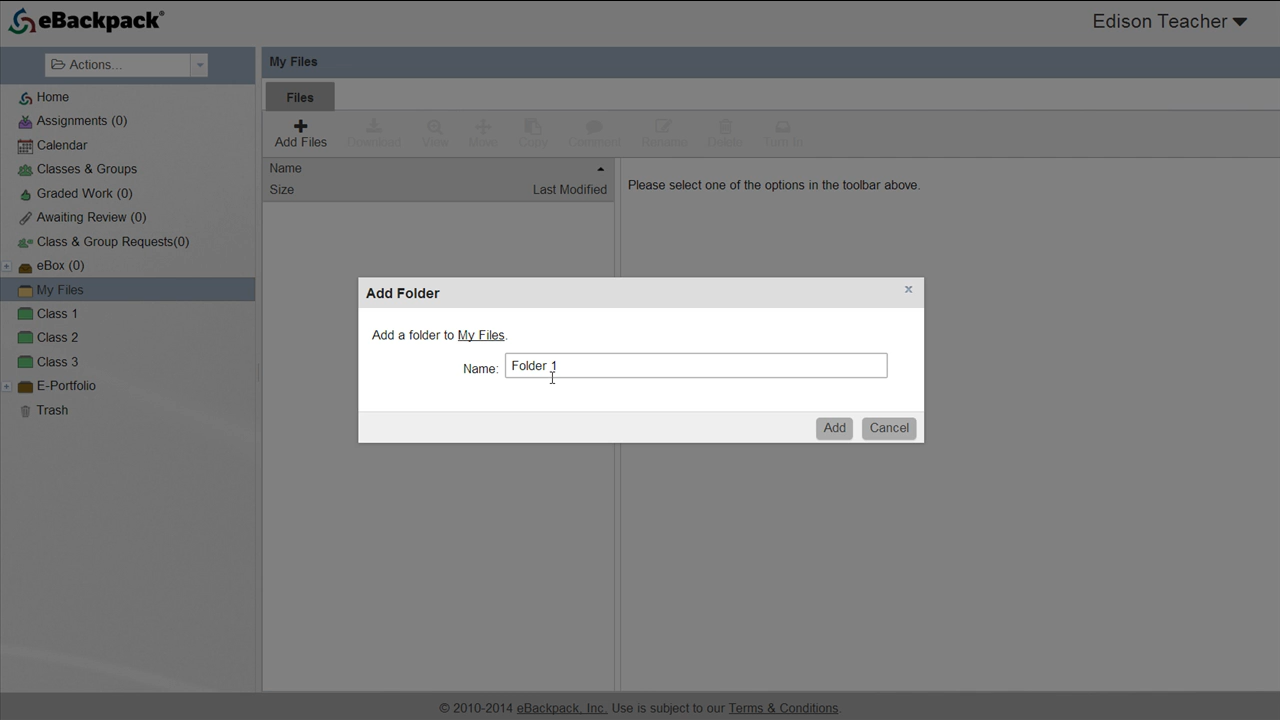 eBackpack®
Edison Teacher
Actions...
Home
Assignments (0)
Calendar
Classes & Groups
Graded Work (0)
Awaiting Review (0)
Class & Group Requests(0)
eBox (0)
My Files
Class 1
Class 2
Class 3
E-Portfolio
Trash
My Files
Files
Add Files Download View Move Copy Comment Rename Delete Turn In
Name
Size Last Modified
Please select one of the options in the toolbar above.
Add Folder
x
Add a folder to My Files.
Name: Folder 1
Add Cancel
© 2010-2014 eBackpack, Inc. Use is subject to our Terms & Conditions.